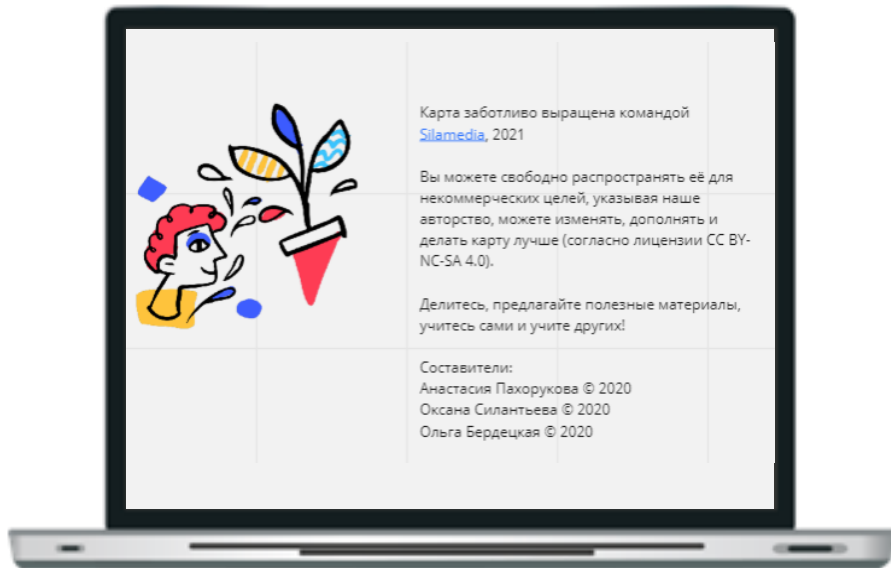 Карта заботливо выращена командой
Silamedia, 2021
Вы можете свободно распространять её для
некоммерческих целей, указывая наше
авторство, можете изменять, дополнять и
делать карту лучше (согласно лицензии CC BY-
NC-SA 4.0).
Делитесь, предлагайте полезные материалы,
учитесь сами и учите других!
Составители:
Анастасия Пахорукова © 2020
Оксана Силантьева © 2020
Ольга Бердецкая © 2020